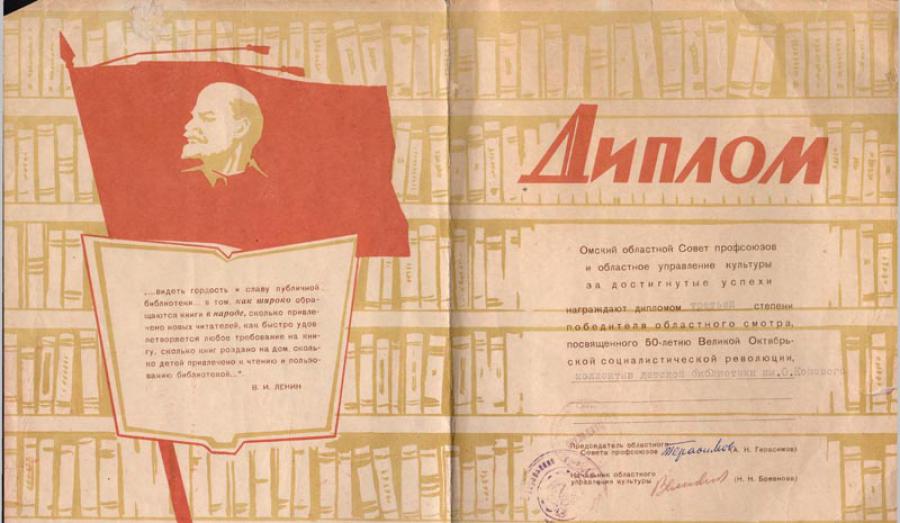 „...видеть гордость и славу публичной
библиотеки... в том, как широко обра-
щаются книги в народе, сколько привле-
чено новых читателей, как быстро удов-
летворяется любое требование на кни-
гу, сколько книг роздано на дом, сколь-
ко детей привлечено к чтению и пользо-
ванию библиотекой..."
В. И. ЛЕНИН
Диплом
Омский областной Совет профсоюзов
и областное управление культуры
за достигнутые успехи
награждают дипломом третьей степени
победителя областного смотра,
посвященного 50-летию Великой Октябрь-
ской социалистической революции,
коллектив детской библиотеки им. О. Кошевого
Председатель областного
Совета профсоюзов Герасимов (А. Н. Герасимов)
Начальник областного
управления культуры (Н. Н. Бреванова)